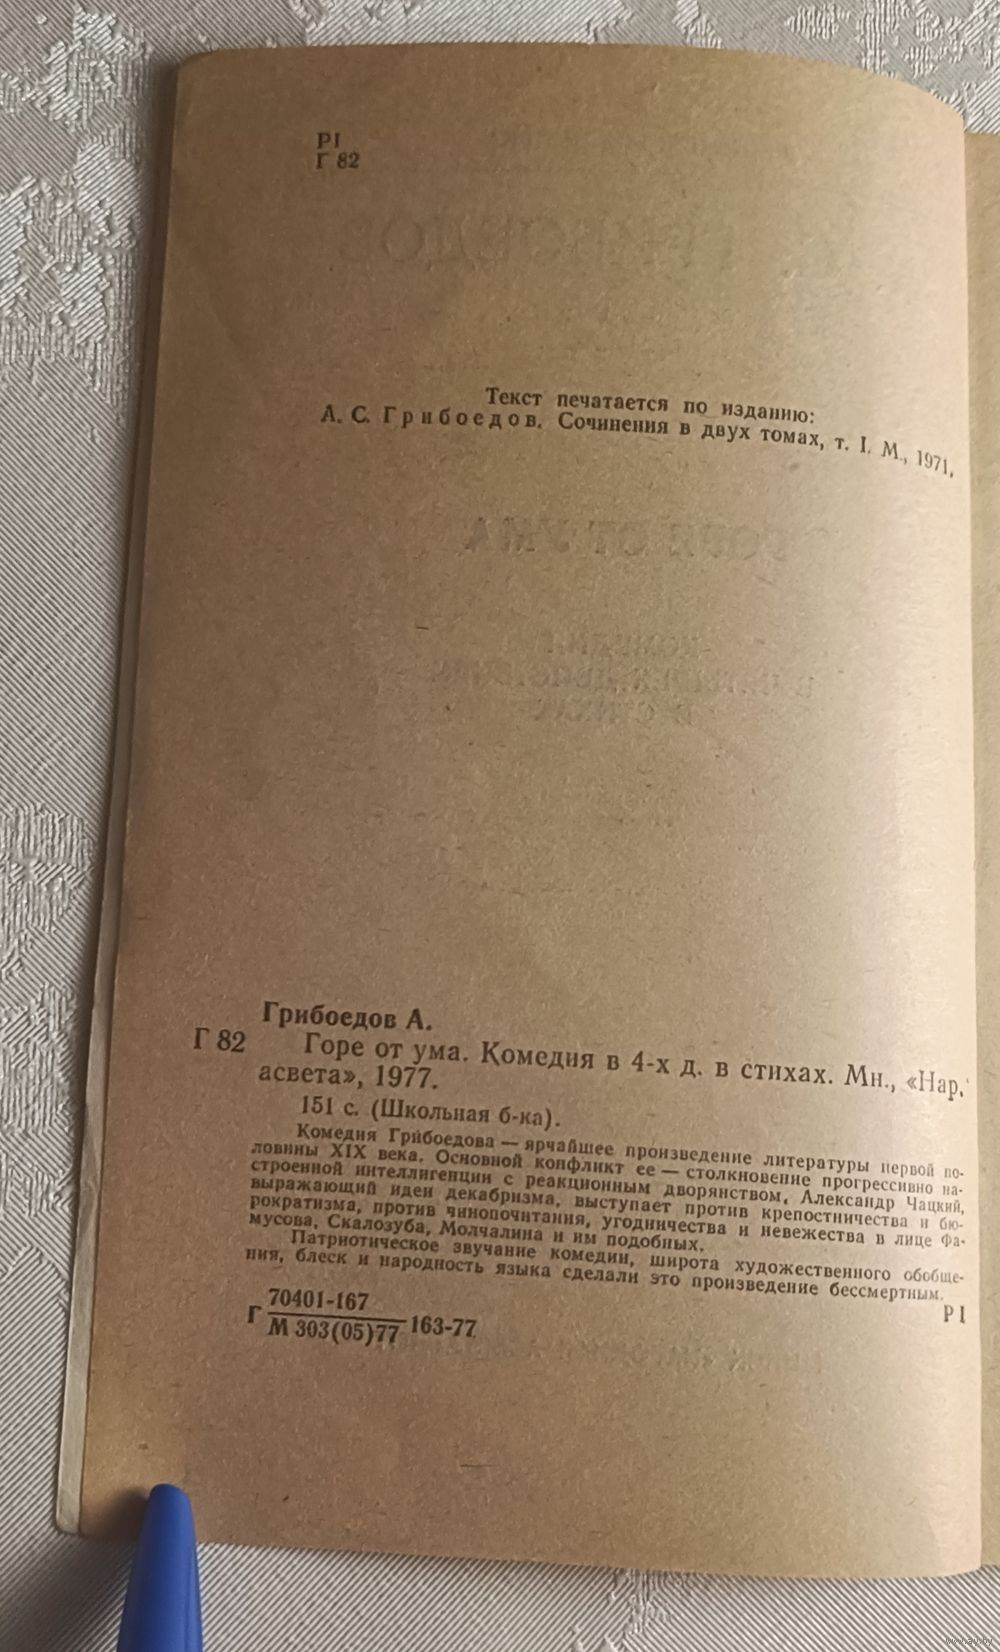 Р1
Г 82
Текст печатается по изданию:
А. С. Грибоедов. Сочинения в двух томах, т. I. М., 1971.
Грибоедов А.
Г 82 Горе от ума. Комедия в 4-х д. в стихах. Мн., «Нар.
асвета», 1977.
151 с. (Школьная б-ка).
Комедия Грибоедова — ярчайшее произведение литературы первой по-
ловины XIX века. Основной конфликт ее — столкновение прогрессивно на-
строенной интеллигенции с реакционным дворянством. Александр Чацкий,
выражающий идеи декабризма, выступает против крепостничества и бю-
рократизма, против чинопочитания, угодничества и невежества в лице Фа-
мусова, Скалозуба, Молчалина и им подобных.
Патриотическое звучание комедии, широта художественного обобще-
ния, блеск и народность языка сделали это произведение бессмертным.
Р1
70401-167
Г 163-77
М 303(05)77